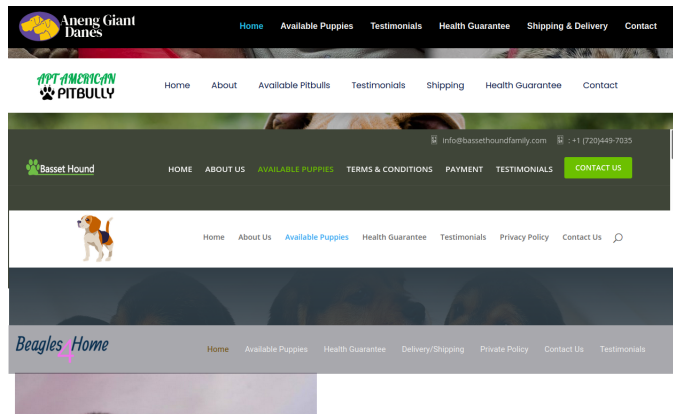 Aneng Giant
Danes
Home Available Puppies Testimonials Health Guarantee Shipping & Delivery Contact
APT AMERICAN
PITBULLY
Home About Available Pitbulls Testimonials Shipping Health Guarantee Contact
info@bassethoundfamily.com : +1 (720)449-7035
Basset Hound
HOME ABOUT US AVAILABLE PUPPIES TERMS & CONDITIONS PAYMENT TESTIMONIALS CONTACT US
Home About Us Available Puppies Health Guarantee Testimonials Privacy Policy Contact Us
Beagles4Home
Home Available Puppies Health Guarantee Delivery/Shipping Private Policy Contact Us Testimonials